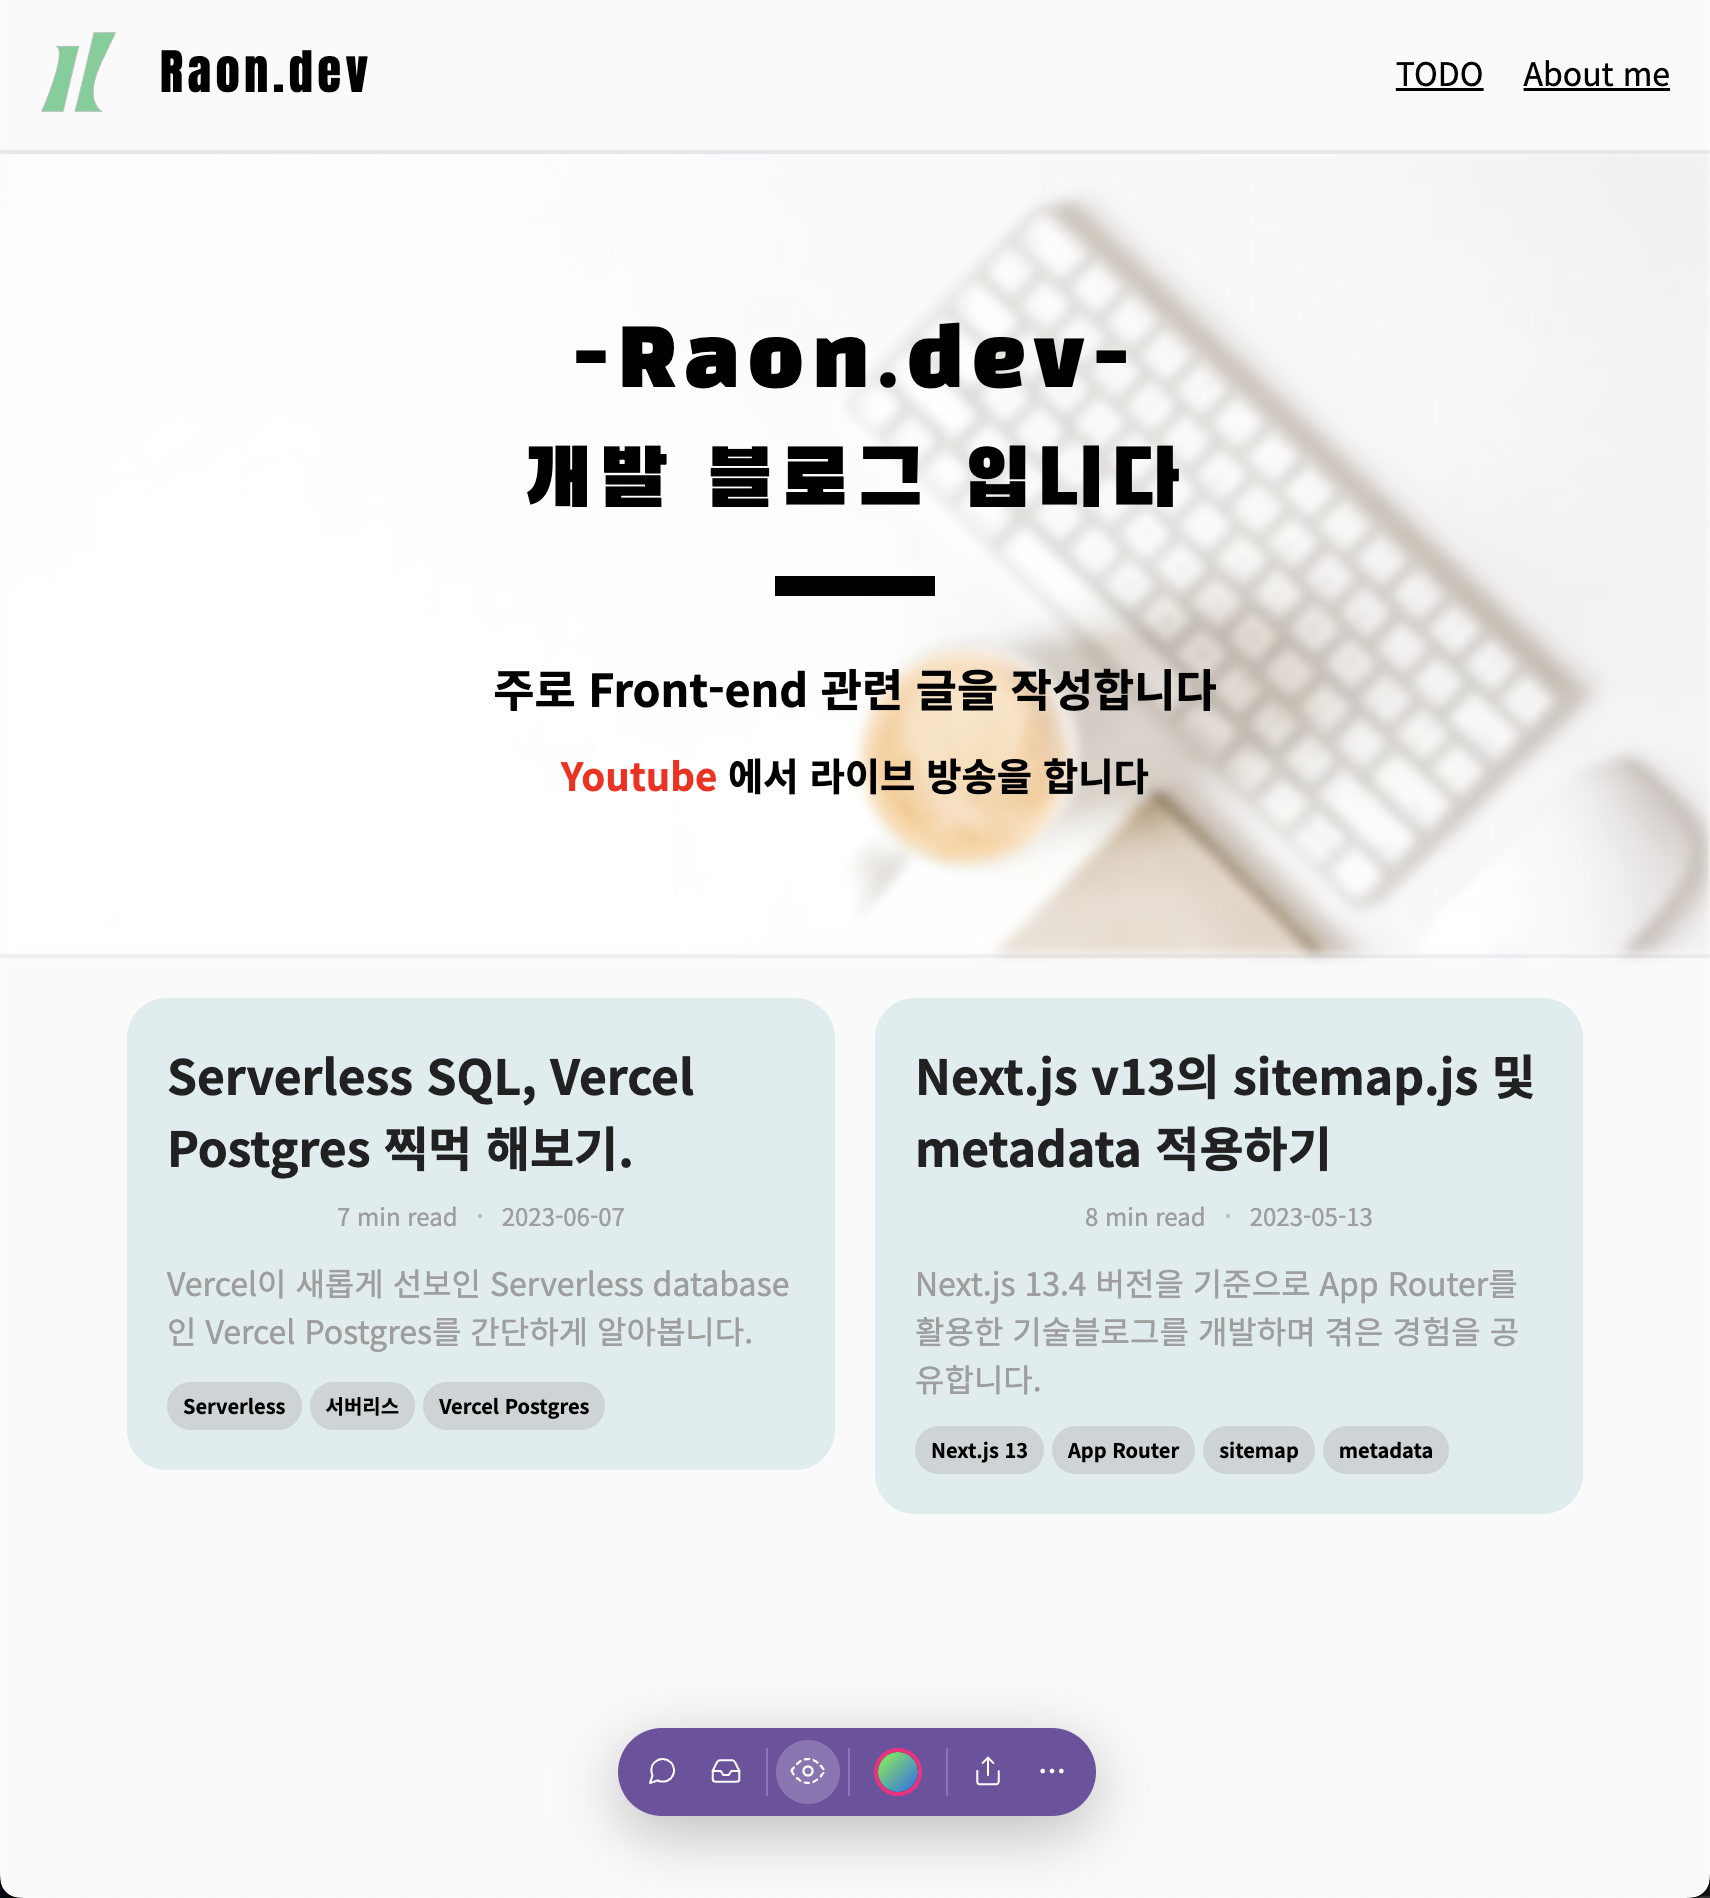 Raon.dev
TODO
About me
-Raon.dev-
개발 블로그 입니다
주로 Front-end 관련 글을 작성합니다
Youtube 에서 라이브 방송을 합니다
Serverless SQL, Vercel
Postgres 찍먹 해보기.
7 min read · 2023-06-07
Vercel이 새롭게 선보인 Serverless database
인 Vercel Postgres를 간단하게 알아봅니다.
Serverless
서버리스
Vercel Postgres
Next.js v13의 sitemap.js 및
metadata 적용하기
8 min read · 2023-05-13
Next.js 13.4 버전을 기준으로 App Router를
활용한 기술블로그를 개발하며 겪은 경험을 공
유합니다.
Next.js 13
App Router
sitemap
metadata